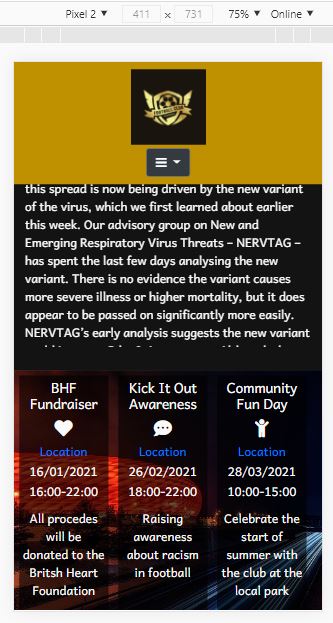 Pixel 2 ▼ 411 x 731 75% ▼ Online ▼
FOOTBALL CLUB
this spread is now being driven by the new variant
of the virus, which we first learned about earlier
this week. Our advisory group on New and
Emerging Respiratory Virus Threats – NERVTAG –
has spent the last few days analysing the new
variant. There is no evidence the variant causes
more severe illness or higher mortality, but it does
appear to be passed on significantly more easily.
NERVTAG's early analysis suggests the new variant
BHF Fundraiser
Location
16/01/2021
16:00-22:00
All procedes
will be
donated to the
Britsh Heart
Foundation
Kick It Out
Awareness
Location
26/02/2021
18:00-22:00
Raising
awareness
about racism
in football
Community
Fun Day
Location
28/03/2021
10:00-15:00
Celebrate the
start of
summer with
the club at the
local park